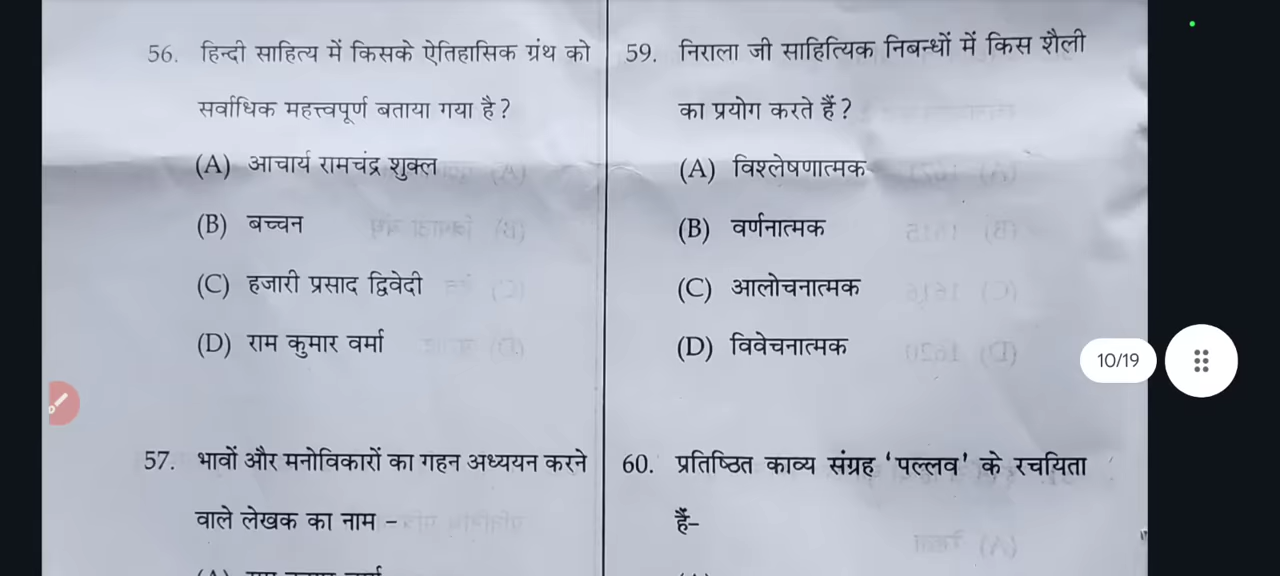 56. हिन्दी साहित्य में किसके ऐतिहासिक ग्रंथ को
सर्वाधिक महत्त्वपूर्ण बताया गया है ?
(A) आचार्य रामचंद्र शुक्ल
(B) बच्चन
(C) हजारी प्रसाद द्विवेदी
(D) राम कुमार वर्मा
57. भावों और मनोविकारों का गहन अध्ययन करने
वाले लेखक का नाम –
59. निराला जी साहित्यिक निबन्धों में किस शैली
का प्रयोग करते हैं ?
(A) विश्लेषणात्मक
(B) वर्णनात्मक
(C) आलोचनात्मक
(D) विवेचनात्मक
60. प्रतिष्ठित काव्य संग्रह ‘पल्लव’ के रचयिता
हैं–
10/19